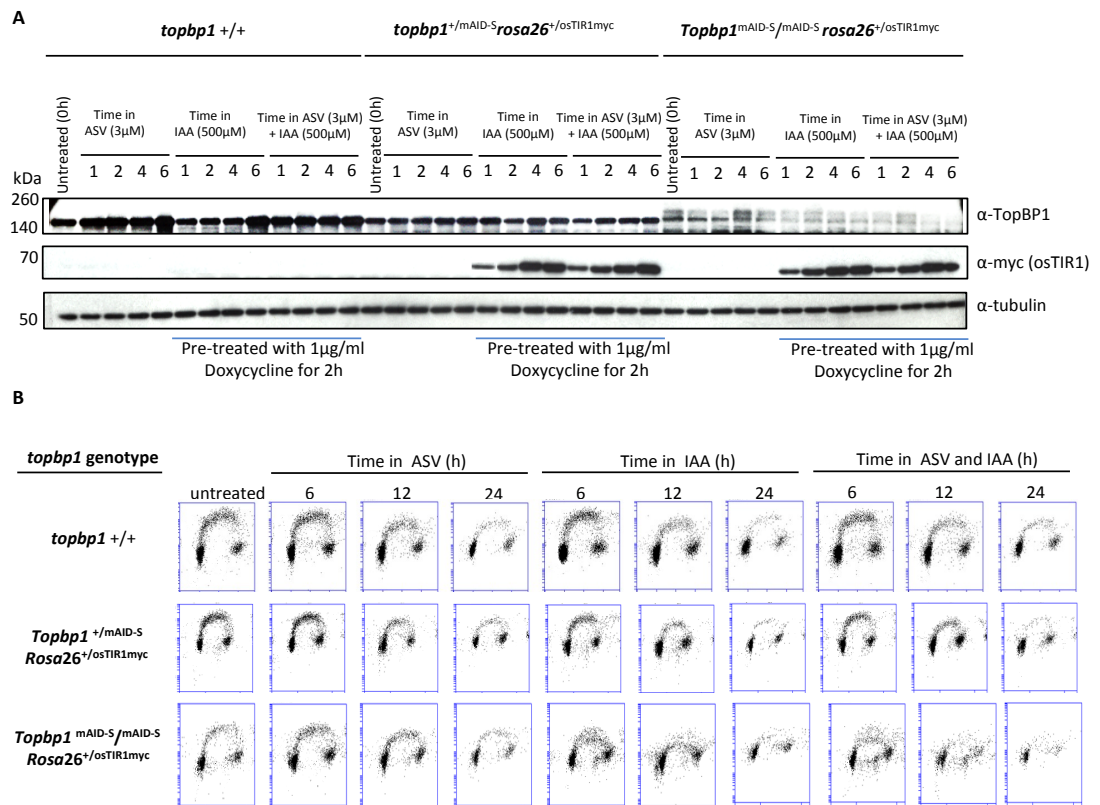 A
topbp1 +/+
topbp1+/mAID-S rosa26+/osTIR1myc
Topbp1mAID-S/mAID-S rosa26+/osTIR1myc
Untreated (0h)
Time in
ASV (3μM)
Time in
IAA (500μM)
Time in ASV (3μM)
+ IAA (500μM)
Untreated (0h)
Time in
ASV (3μM)
Time in
IAA (500μM)
Time in ASV (3μM)
+ IAA (500μM)
Untreated (0h)
Time in
ASV (3μM)
Time in
IAA (500μM)
Time in ASV (3μM)
+ IAA (500μM)
kDa
1 2 4 6 1 2 4 6 1 2 4 6 1 2 4 6 1 2 4 6 1 2 4 6 1 2 4 6 1 2 4 6 1 2 4 6
260
140
α-TopBP1
70
α-myc (osTIR1)
50
α-tubulin
Pre-treated with 1μg/ml
Doxycycline for 2h
Pre-treated with 1μg/ml
Doxycycline for 2h
Pre-treated with 1μg/ml
Doxycycline for 2h
B
topbp1 genotype
Time in ASV (h)
Time in IAA (h)
Time in ASV and IAA (h)
untreated 6 12 24 6 12 24 6 12 24
topbp1 +/+
Topbp1 +/mAID-S
Rosa26+/osTIR1myc
Topbp1 mAID-S/mAID-S
Rosa26+/osTIR1myc